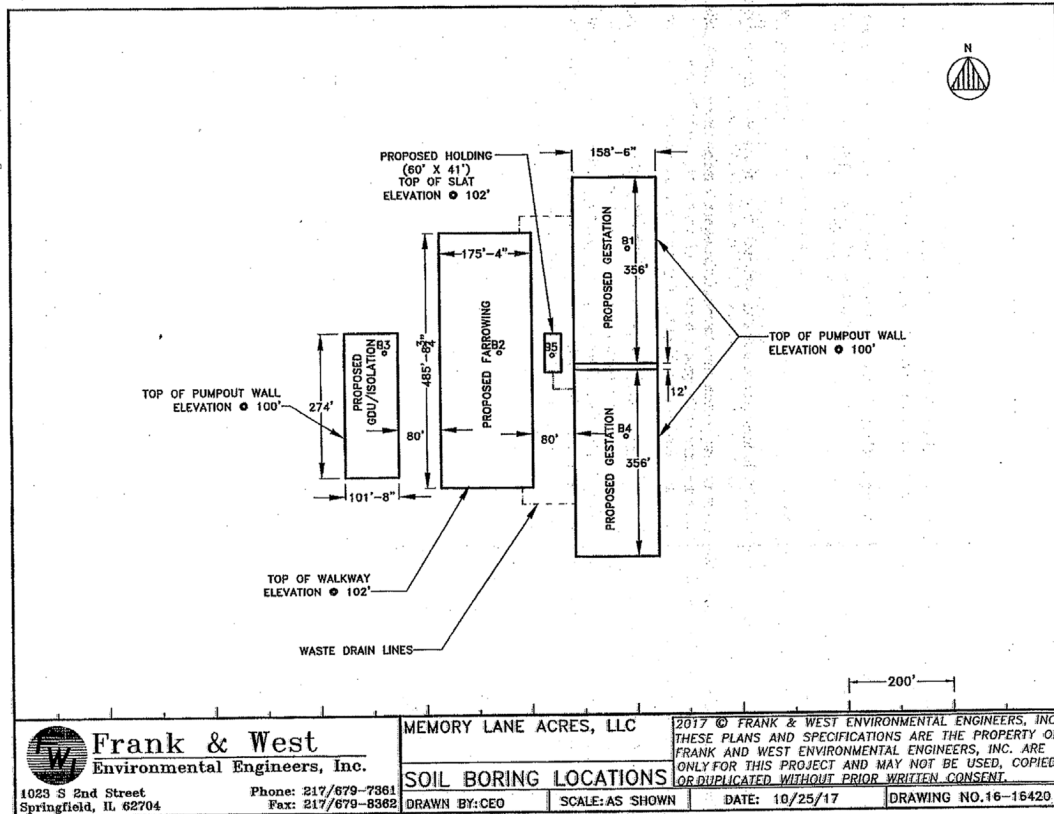 N
158'-6"
PROPOSED HOLDING
(60' X 41')
TOP OF SLAT
ELEVATION @ 102'
PROPOSED GESTATION
B1
356'
175'-4"
PROPOSED FARROWING
B2
B5
B3
PROPOSED
GDU/ISOLATION
TOP OF PUMPOUT WALL
ELEVATION @ 100'
12'
TOP OF PUMPOUT WALL
ELEVATION @ 100'
274'
80'
80'
B4
PROPOSED GESTATION
356'
101'-8"
TOP OF WALKWAY
ELEVATION @ 102'
WASTE DRAIN LINES
200'
FWI
Frank & West
Environmental Engineers, Inc.
1023 S 2nd Street
Springfield, IL 62704
Phone: 217/679-7361
Fax: 217/679-8362
MEMORY LANE ACRES, LLC
SOIL BORING LOCATIONS
DRAWN BY:CEO
SCALE: AS SHOWN
DATE: 10/25/17
DRAWING NO.16-16420
2017 © FRANK & WEST ENVIRONMENTAL ENGINEERS, INC
THESE PLANS AND SPECIFICATIONS ARE THE PROPERTY OF
FRANK AND WEST ENVIRONMENTAL ENGINEERS, INC. ARE
ONLY FOR THIS PROJECT AND MAY NOT BE USED, COPIED
OR DUPLICATED WITHOUT PRIOR WRITTEN CONSENT.